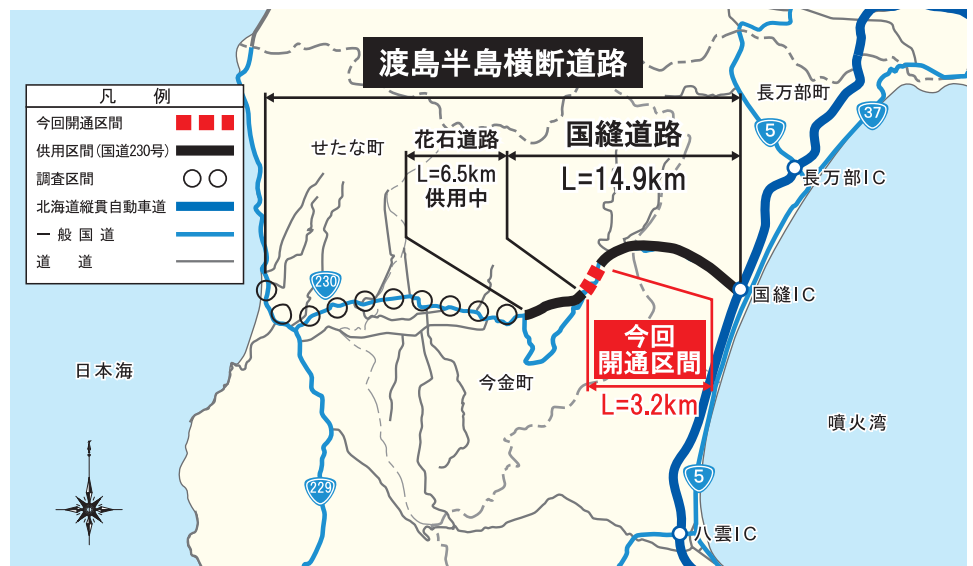 渡島半島横断道路
凡 例
今回開通区間
供用区間(国道230号)
調査区間
北海道縦貫自動車道
一般国道
道 道
せたな町
花石道路
L=6.5km
供用中
国縫道路
L=14.9km
長万部町
5
37
長万部IC
230
国縫IC
今回
開通区間
L=3.2km
日本海
今金町
噴火湾
229
5
八雲IC